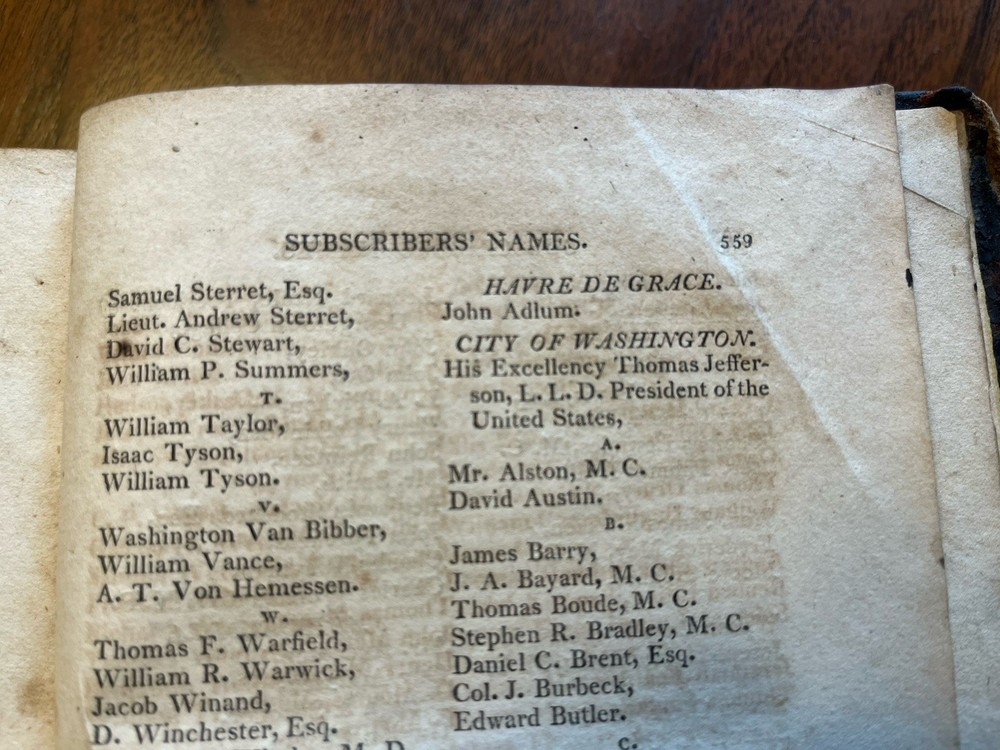 SUBSCRIBERS' NAMES. 559
Samuel Sterret, Esq.
Lieut. Andrew Sterret,
David C. Stewart,
William P. Summers,
T.
William Taylor,
Isaac Tyson,
William Tyson.
V.
Washington Van Bibber,
William Vance,
A. T. Von Hemessen.
W.
Thomas F. Warfield,
William R. Warwick,
Jacob Winand,
D. Winchester, Esq.
M. D.
HAVRE DE GRACE.
John Adlum.
CITY OF WASHINGTON.
His Excellency Thomas Jeffer-
son, L. L. D. President of the
United States,
A.
Mr. Alston, M. C.
David Austin.
B.
James Barry,
J. A. Bayard, M. C.
Thomas Boude, M. C.
Stephen R. Bradley, M. C.
Daniel C. Brent, Esq.
Col. J. Burbeck,
Edward Butler.
C.